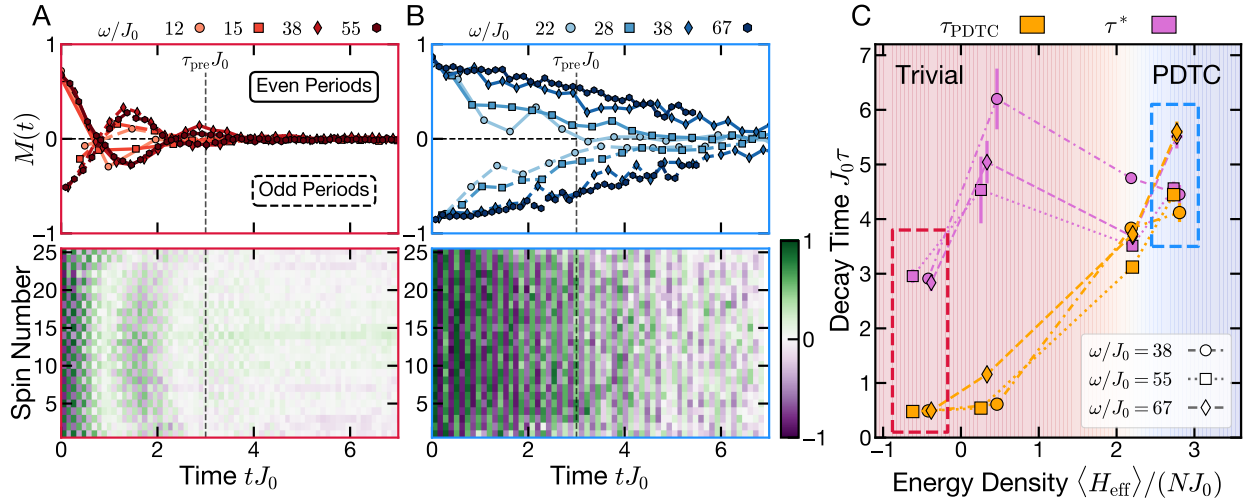 A
ω/J₀ 12 15 38 55
1
0
−1
M(t)
τ_pre J₀
Even Periods
Odd Periods
25
20
15
10
5
Spin Number
0 2 4 6
Time tJ₀
B
ω/J₀ 22 28 38 67
1
0
−1
τ_pre J₀
0 2 4 6
Time tJ₀
1
0
−1
C
τ_PDTC τ*
7
6
5
4
3
2
1
0
Decay Time J₀τ
Trivial PDTC
ω/J₀ = 38
ω/J₀ = 55
ω/J₀ = 67
−1 0 1 2 3
Energy Density ⟨H_eff⟩/(NJ₀)